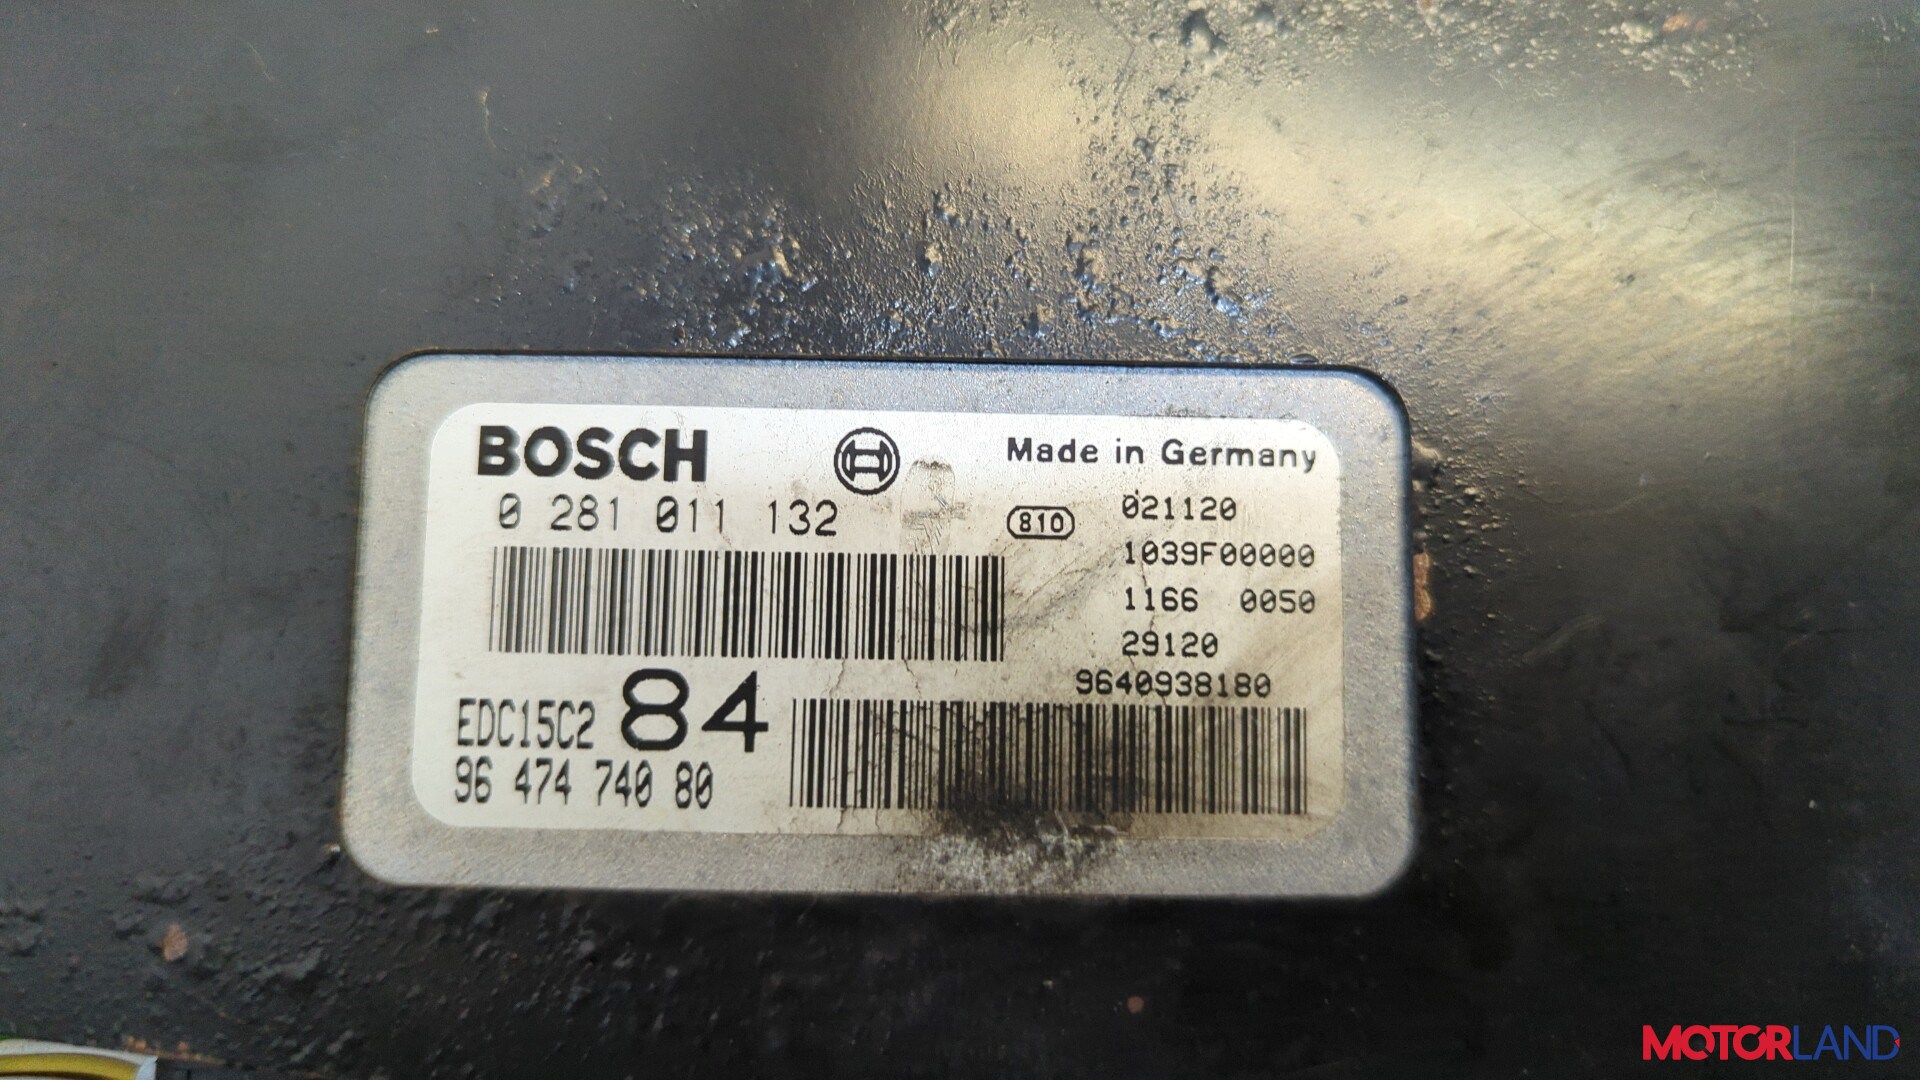 BOSCH
Made in Germany
0 281 011 132
810
021120
1039F00000
1166 0050
29120
9640938180
EDC15C2 84
96 474 740 80
MOTORLAND